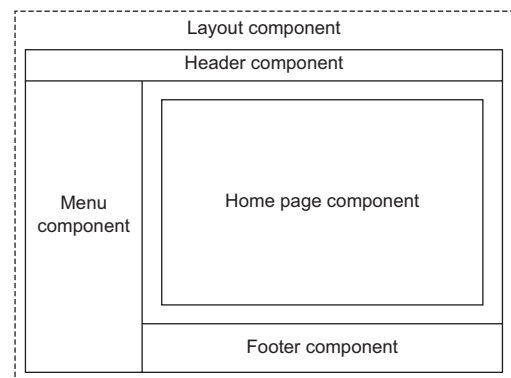 Layout component
Header component
Menu
component
Home page component
Footer component